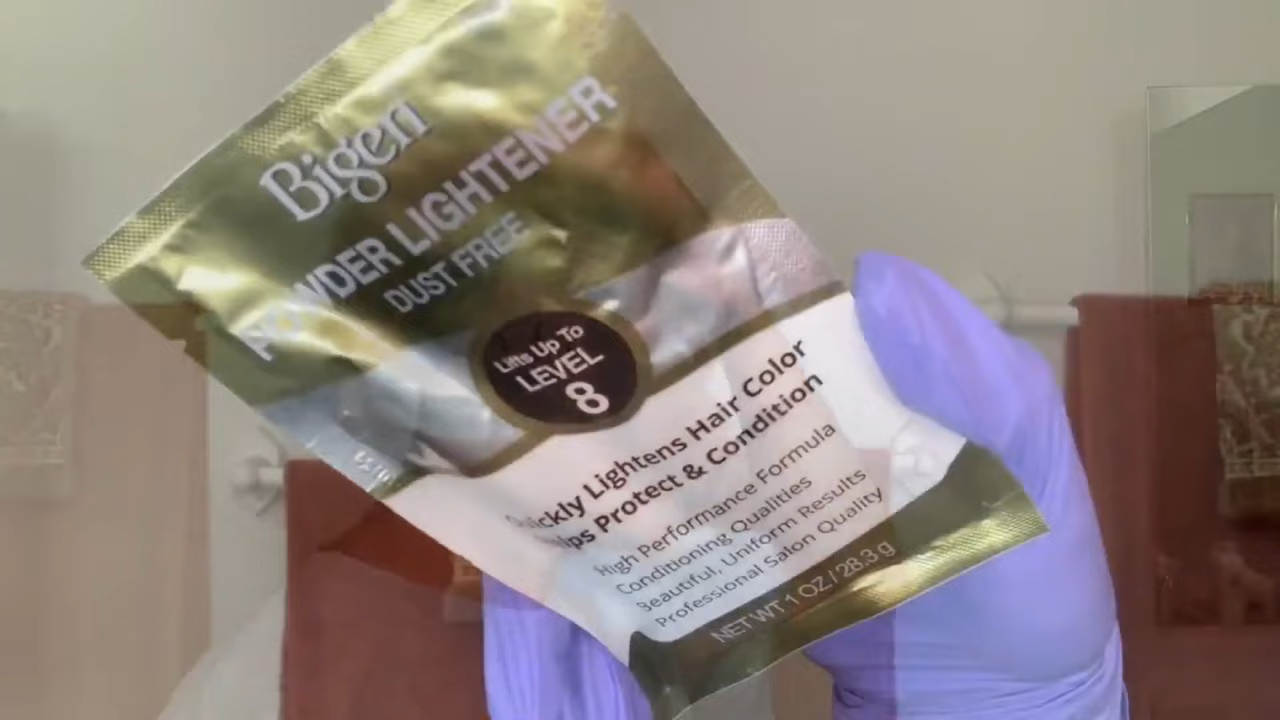 Bigen
POWDER LIGHTENER
DUST FREE
Lifts Up To
LEVEL
8
Quickly Lightens Hair Color
Helps Protect & Condition
High Performance Formula
Conditioning Qualities
Beautiful, Uniform Results
Professional Salon Quality
NET WT 1 OZ / 28.3 g